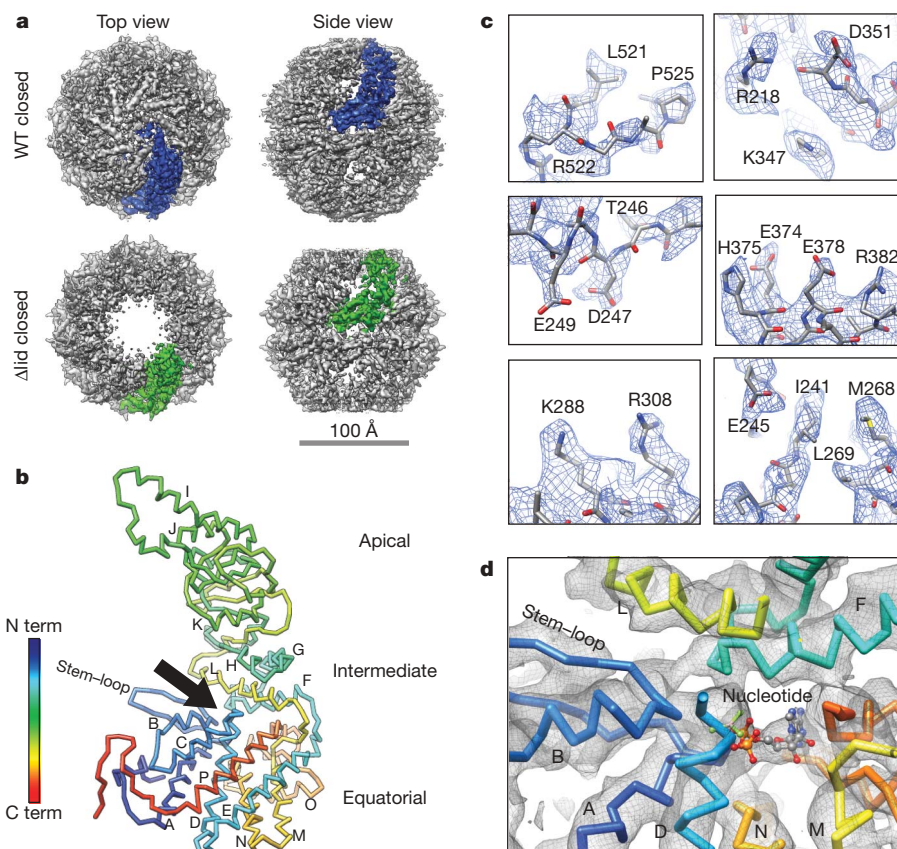 a
Top view
Side view
WT closed
Δlid closed
100 Å
b
I
J
Apical
K
L
H
G
Intermediate
F
N term
C term
Stem–loop
B
C
P
A
D
E
N
M
O
Equatorial
c
L521
P525
R522
D351
R218
K347
T246
E249
D247
H375
E374
E378
R382
K288
R308
I241
M268
E245
L269
d
L
F
Stem–loop
Nucleotide
B
A
D
N
M